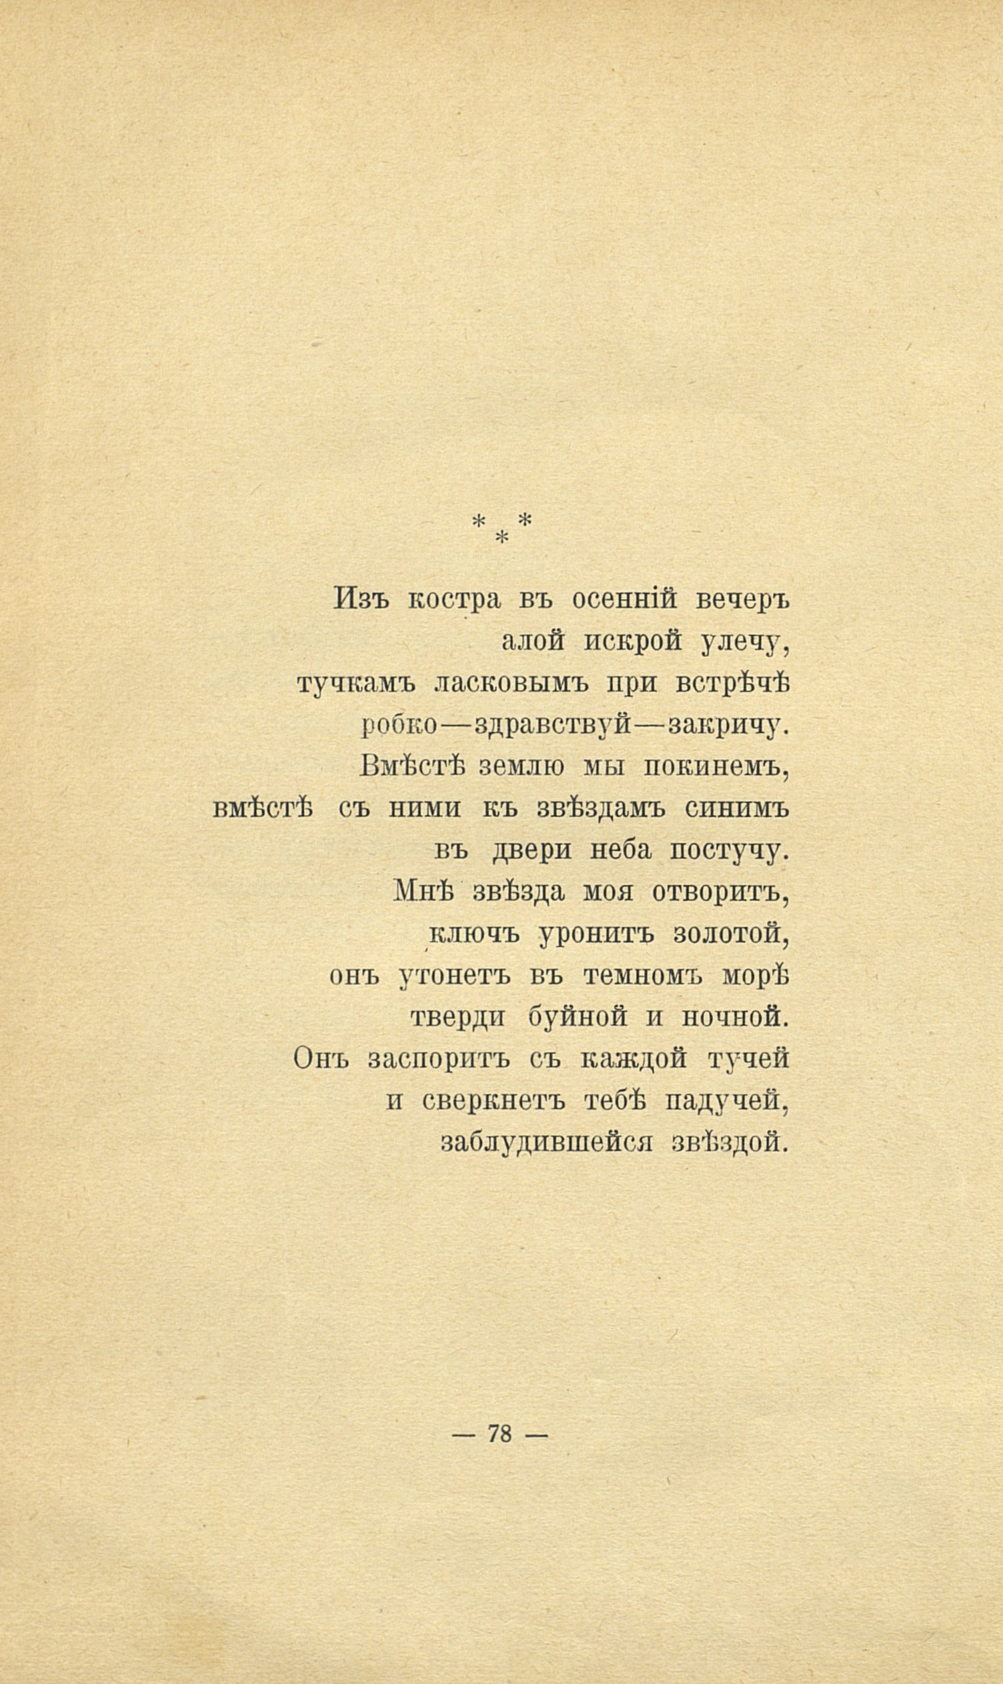 * *
*
Изъ костра въ осенній вечеръ
алой искрой улечу,
тучкамъ ласковымъ при встрѣчѣ
робко—здравствуй—закричу.
Вмѣстѣ землю мы покинемъ,
вмѣстѣ съ ними къ звѣздамъ синимъ
въ двери неба постучу.
Мнѣ звѣзда моя отворитъ,
ключъ уронитъ золотой,
онъ утонетъ въ темномъ морѣ
тверди буйной и ночной.
Онъ заспоритъ съ каждой тучей
и сверкнетъ тебѣ падучей,
заблудившейся звѣздой.
— 78 —